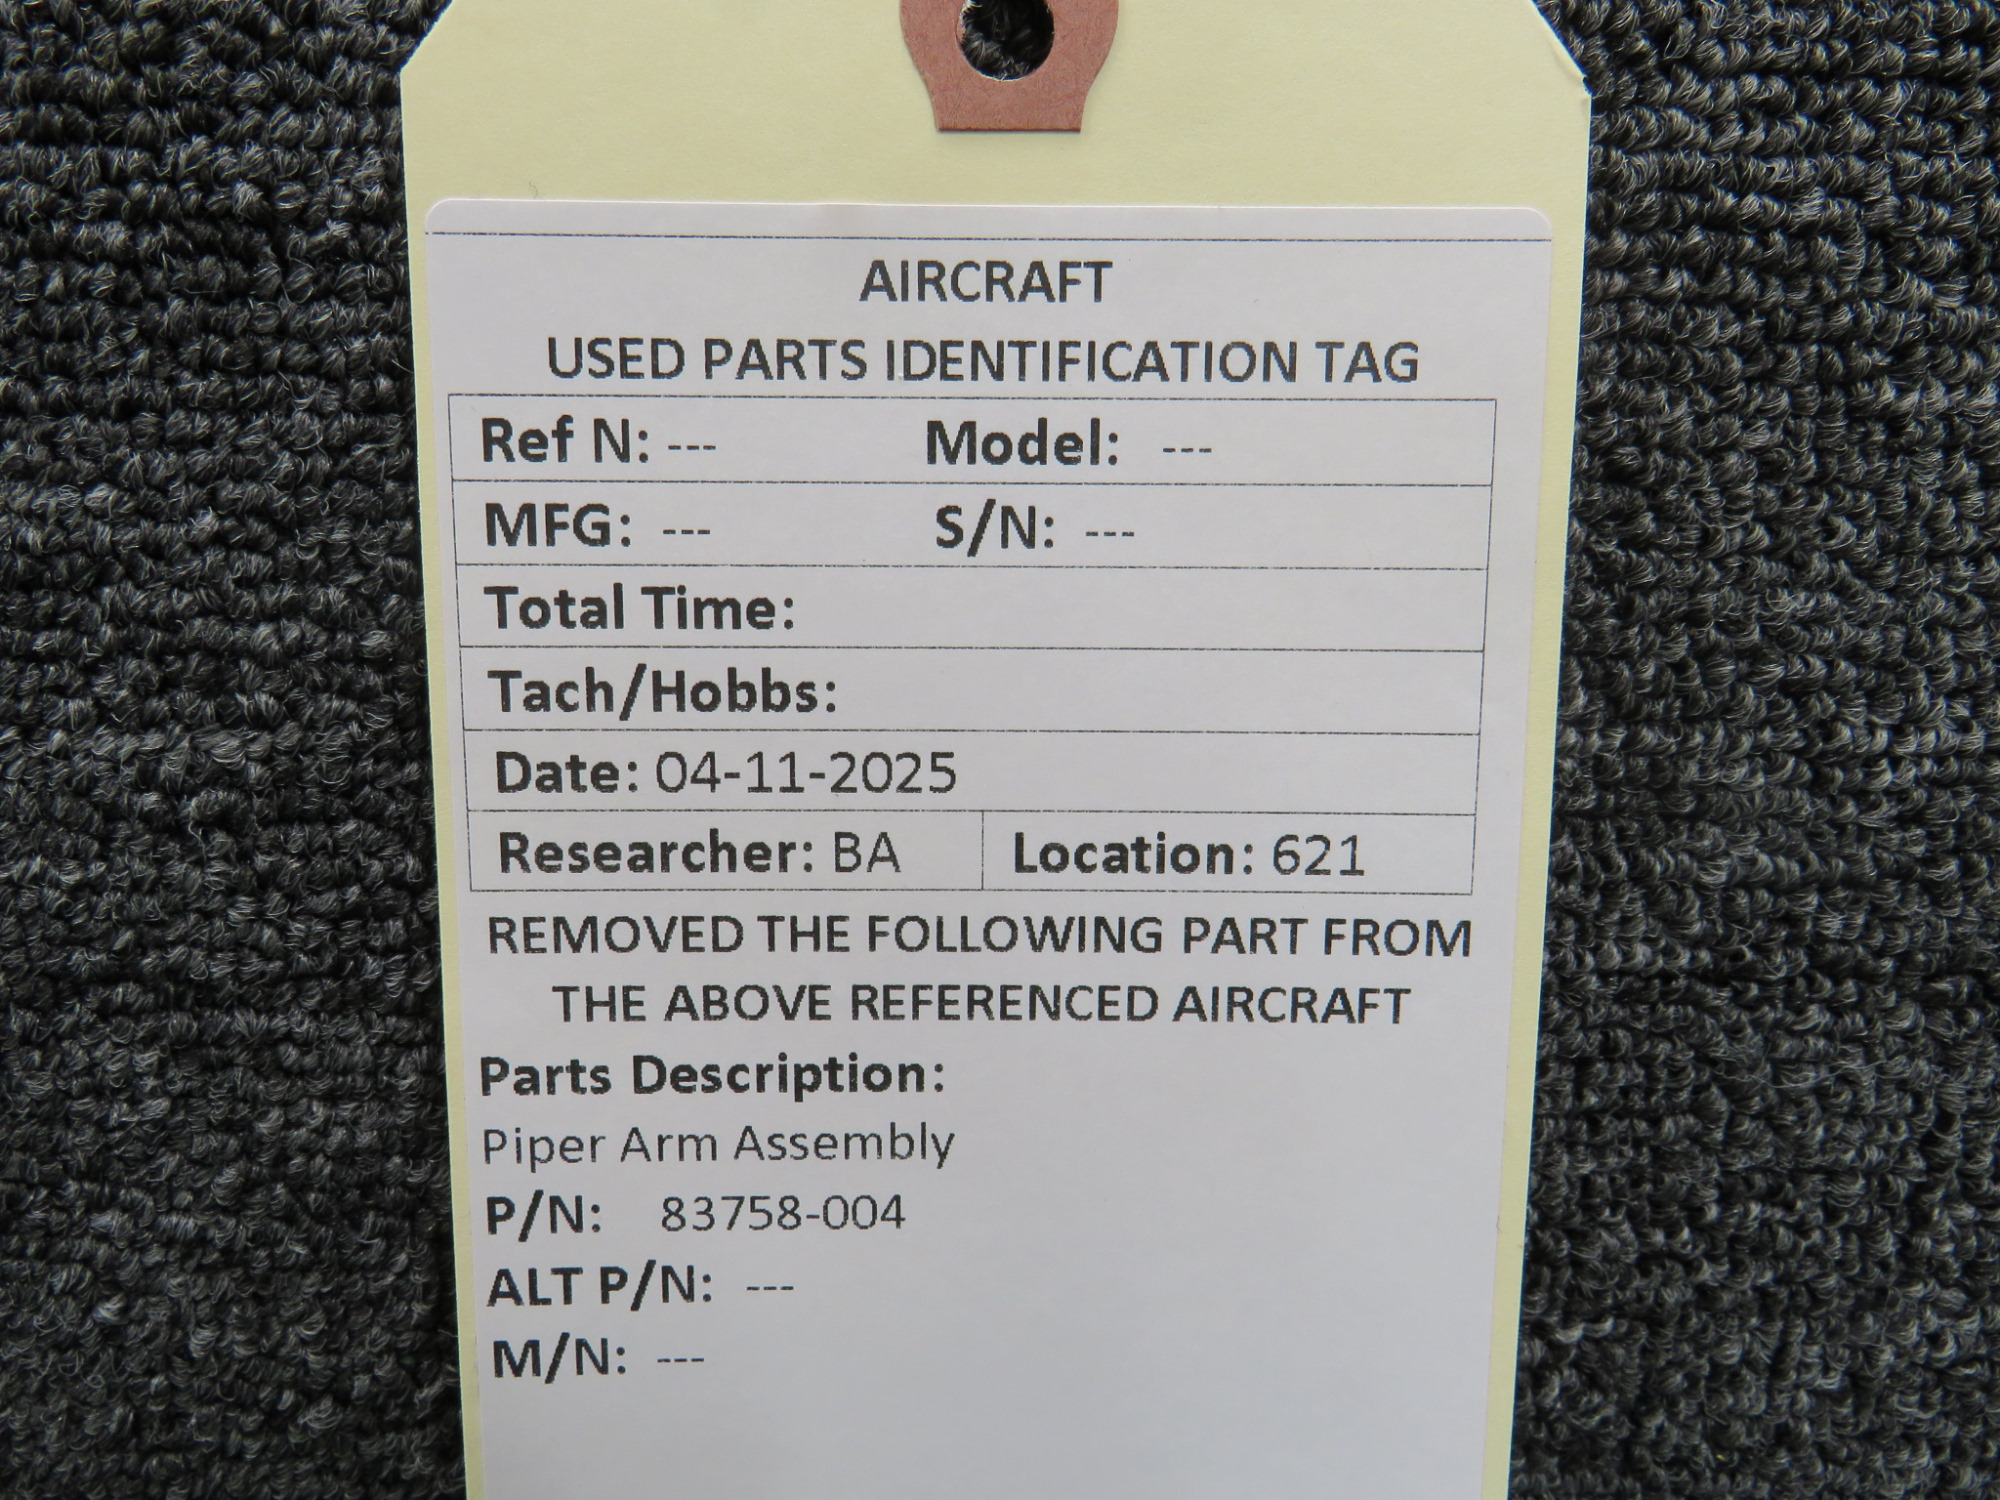 AIRCRAFT
USED PARTS IDENTIFICATION TAG
Ref N: --- Model: ---
MFG: --- S/N: ---
Total Time:
Tach/Hobbs:
Date: 04-11-2025
Researcher: BA Location: 621
REMOVED THE FOLLOWING PART FROM
THE ABOVE REFERENCED AIRCRAFT
Parts Description:
Piper Arm Assembly
P/N: 83758-004
ALT P/N: ---
M/N: ---